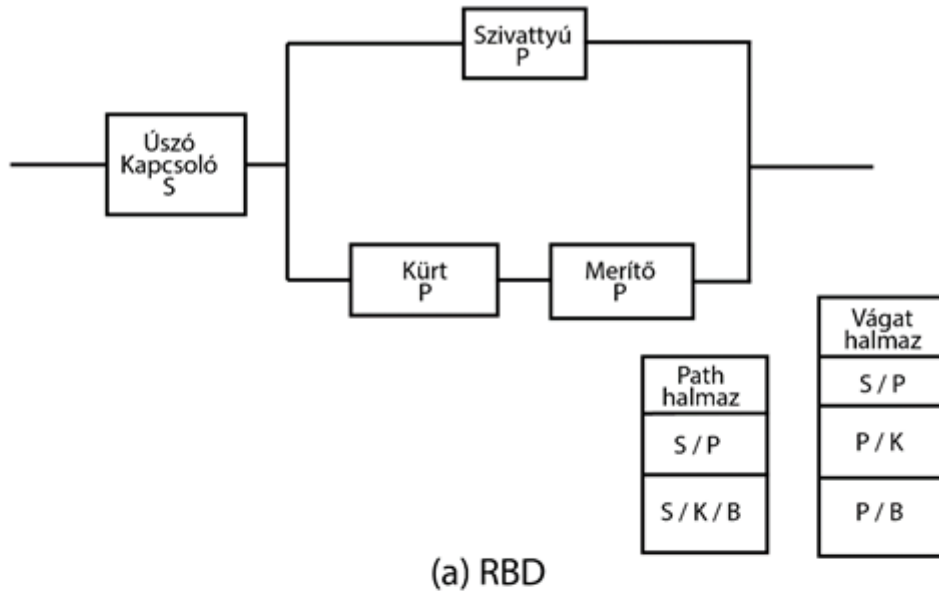 Szivattyú
P
Úszó
Kapcsoló
S
Kürt
P
Merítő
P
Path
halmaz
S / P
S / K / B
Vágat
halmaz
S / P
P / K
P / B
(a) RBD